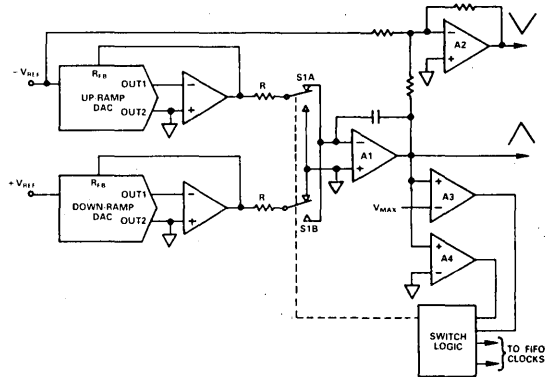 A2
− V_REF
R_FB
OUT1
OUT2
UP-RAMP
DAC
−
+
R
S1A
−
+
A1
+ V_REF
R_FB
OUT1
OUT2
DOWN-RAMP
DAC
−
+
R
S1B
V_MAX
+
−
A3
+
−
A4
SWITCH
LOGIC
TO FIFO
CLOCKS
−
+